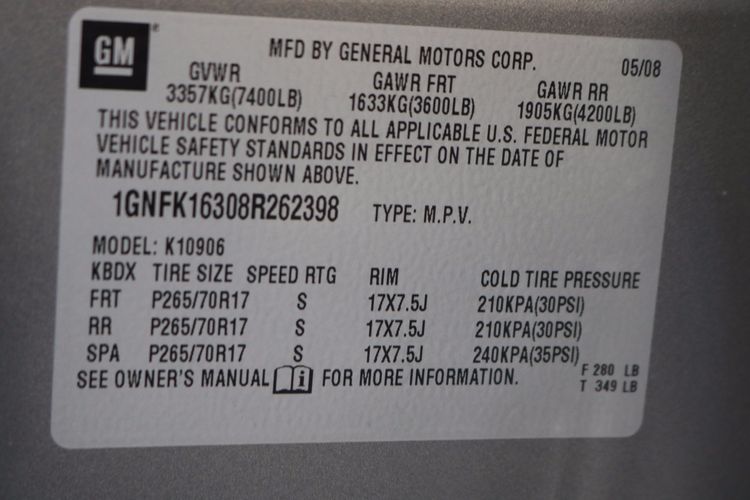 GM
MFD BY GENERAL MOTORS CORP. 05/08
GVWR GAWR FRT GAWR RR
3357KG(7400LB) 1633KG(3600LB) 1905KG(4200LB)
THIS VEHICLE CONFORMS TO ALL APPLICABLE U.S. FEDERAL MOTOR
VEHICLE SAFETY STANDARDS IN EFFECT ON THE DATE OF
MANUFACTURE SHOWN ABOVE.
1GNFK16308R262398 TYPE: M.P.V.
MODEL: K10906
KBDX TIRE SIZE SPEED RTG RIM COLD TIRE PRESSURE
FRT P265/70R17 S 17X7.5J 210KPA(30PSI)
RR P265/70R17 S 17X7.5J 210KPA(30PSI)
SPA P265/70R17 S 17X7.5J 240KPA(35PSI)
SEE OWNER'S MANUAL i FOR MORE INFORMATION.
F 280 LB
T 349 LB